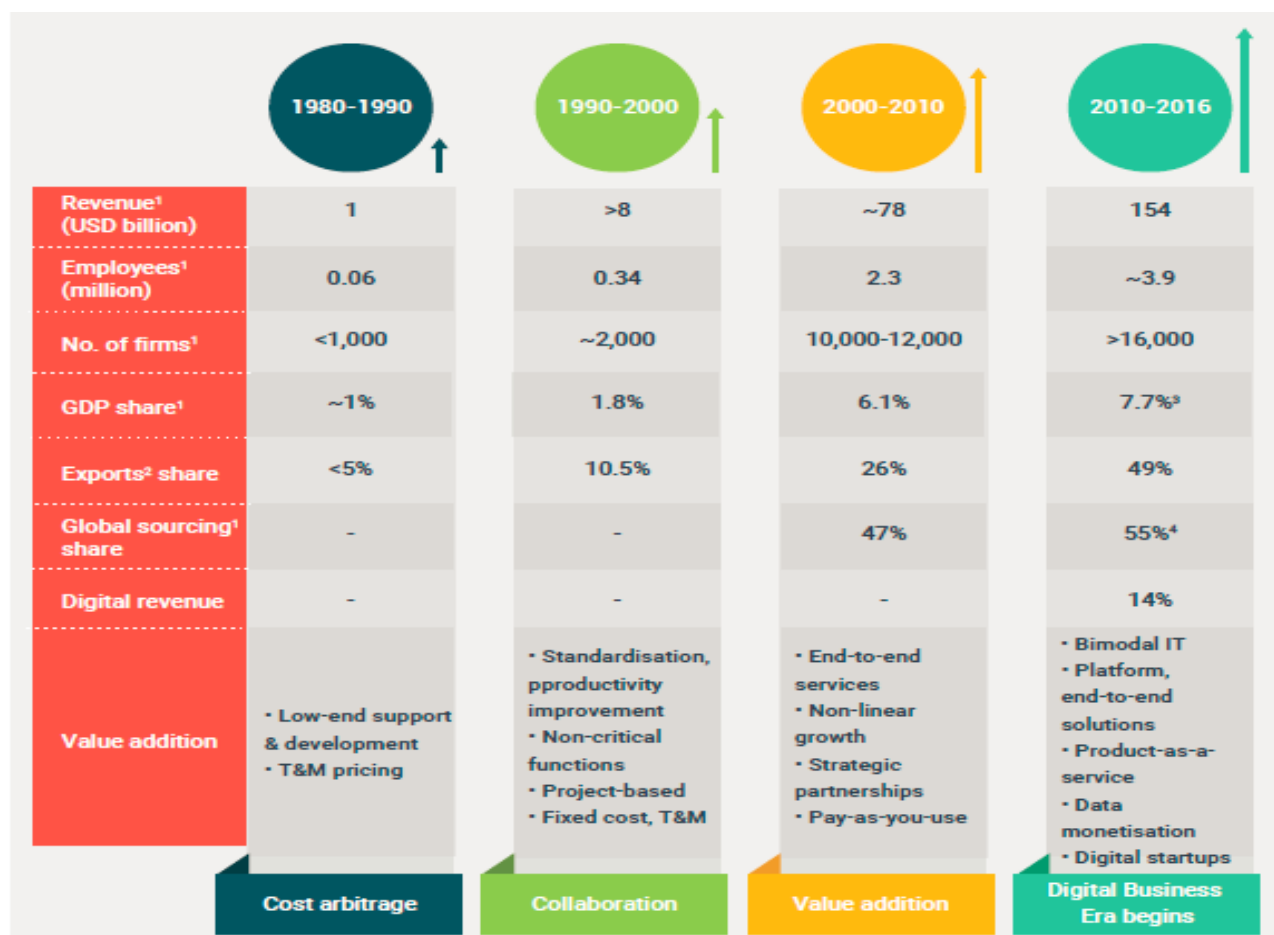 1980-1990
1990-2000
2000-2010
2010-2016
Revenue¹
(USD billion)
1
>8
~78
154
Employees¹
(million)
0.06
0.34
2.3
~3.9
No. of firms¹
<1,000
~2,000
10,000-12,000
>16,000
GDP share¹
~1%
1.8%
6.1%
7.7%³
Exports² share
<5%
10.5%
26%
49%
Global sourcing¹
share
-
-
47%
55%⁴
Digital revenue
-
-
-
14%
Value addition
• Low-end support
& development
• T&M pricing
• Standardisation,
pproductivity
improvement
• Non-critical
functions
• Project-based
• Fixed cost, T&M
• End-to-end
services
• Non-linear
growth
• Strategic
partnerships
• Pay-as-you-use
• Bimodal IT
• Platform,
end-to-end
solutions
• Product-as-a-
service
• Data
monetisation
• Digital startups
Cost arbitrage
Collaboration
Value addition
Digital Business
Era begins